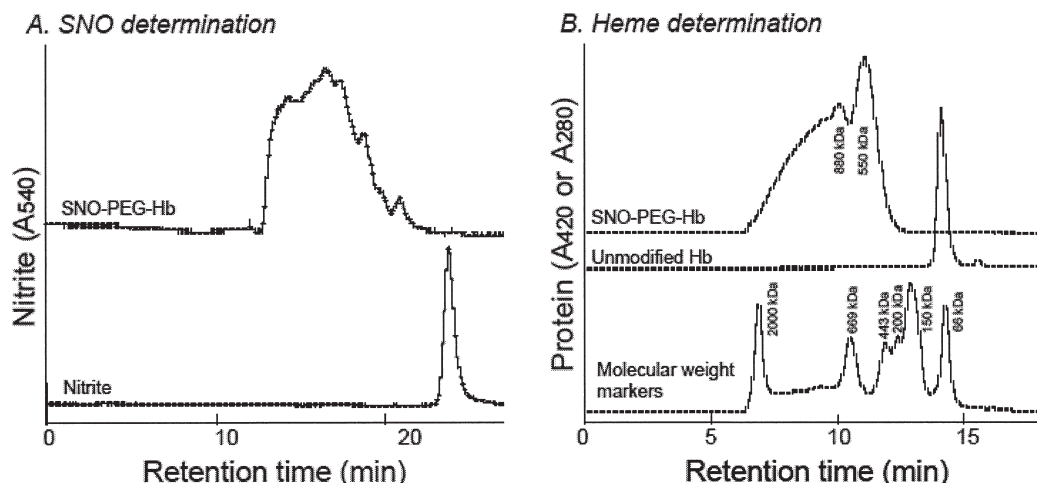 A. SNO determination
Nitrite (A540)
SNO-PEG-Hb
Nitrite
0
10
20
Retention time (min)
B. Heme determination
Protein (A420 or A280)
880 kDa
550 kDa
SNO-PEG-Hb
Unmodified Hb
2000 kDa
669 kDa
443 kDa
200 kDa
150 kDa
66 kDa
Molecular weight
markers
0
5
10
15
Retention time (min)